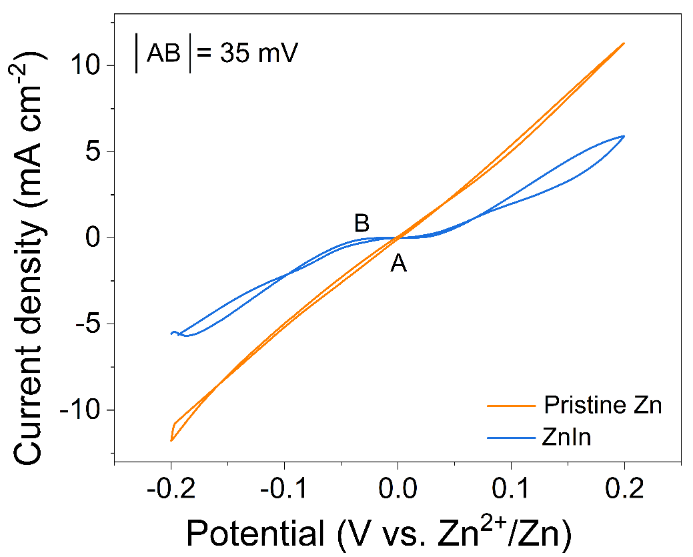 |AB| = 35 mV
Current density (mA cm⁻²)
10
5
0
-5
-10
B
A
Pristine Zn
ZnIn
-0.2 -0.1 0.0 0.1 0.2
Potential (V vs. Zn²⁺/Zn)